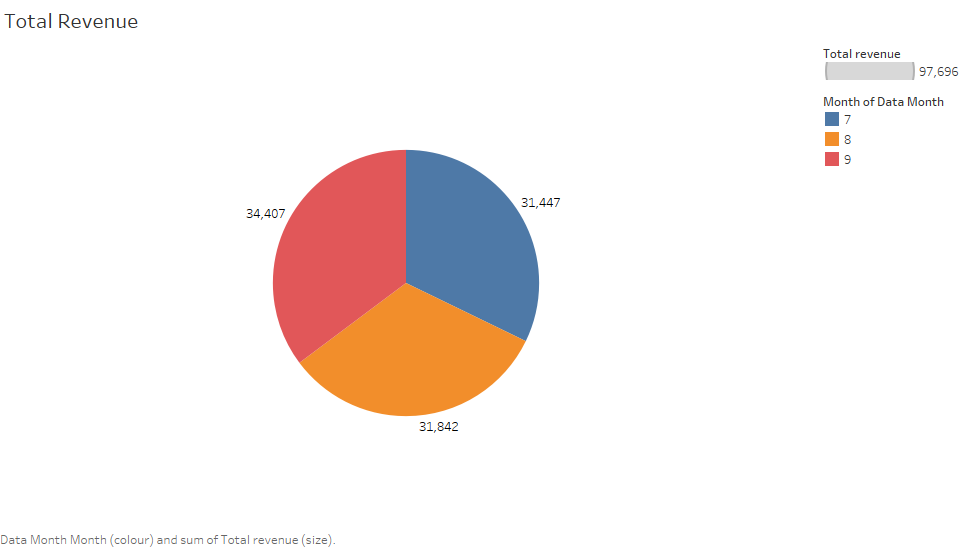 Total Revenue
Total revenue
97,696
Month of Data Month
7
8
9
31,447
34,407
31,842
Data Month Month (colour) and sum of Total revenue (size).